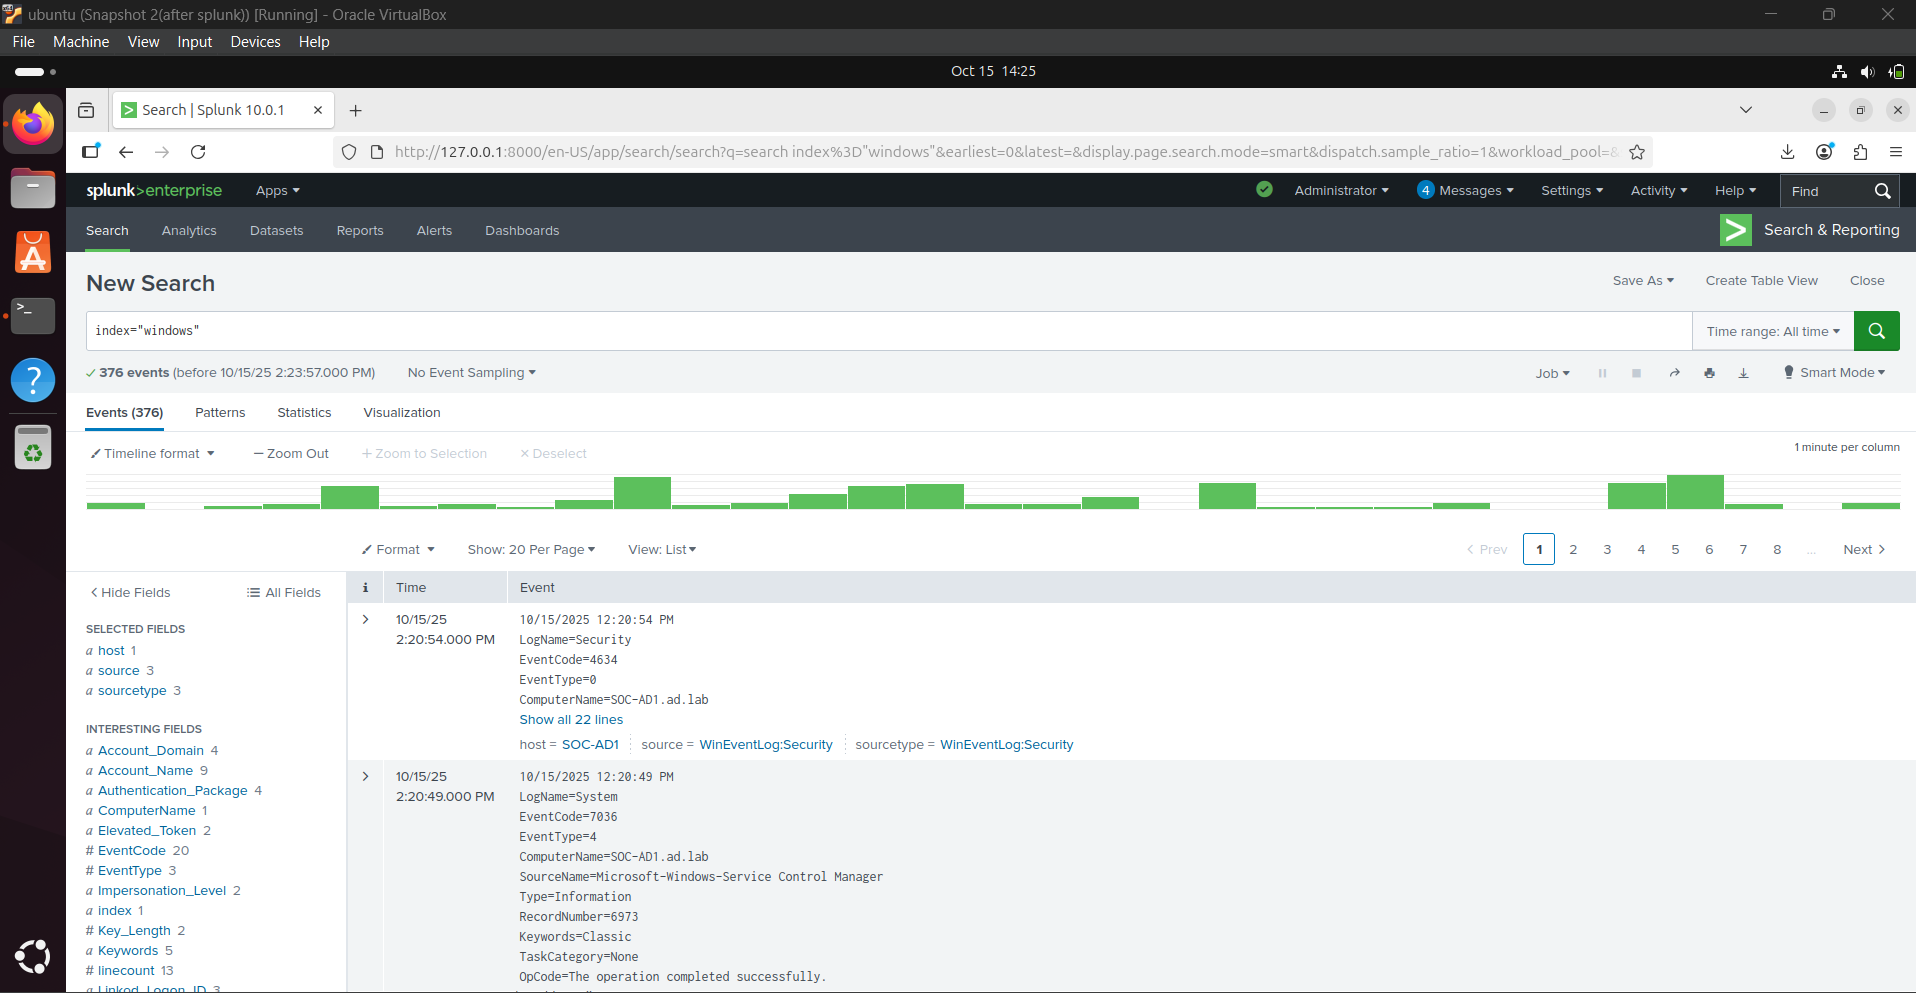 ubuntu (Snapshot 2(after splunk)) [Running] - Oracle VirtualBox
File Machine View Input Devices Help
Oct 15 14:25
Search | Splunk 10.0.1
http://127.0.0.1:8000/en-US/app/search/search?q=search index%3D"windows"&earliest=0&latest=&display.page.search.mode=smart&dispatch.sample_ratio=1&workload_pool=&
splunk>enterprise Apps Administrator 4 Messages Settings Activity Help Find
Search Analytics Datasets Reports Alerts Dashboards Search & Reporting
New Search Save As Create Table View Close
index="windows" Time range: All time
376 events (before 10/15/25 2:23:57.000 PM) No Event Sampling Job Smart Mode
Events (376) Patterns Statistics Visualization
Timeline format — Zoom Out + Zoom to Selection × Deselect 1 minute per column
Format Show: 20 Per Page View: List < Prev 1 2 3 4 5 6 7 8 ... Next >
< Hide Fields All Fields
SELECTED FIELDS
a host 1
a source 3
a sourcetype 3
INTERESTING FIELDS
a Account_Domain 4
a Account_Name 9
a Authentication_Package 4
a ComputerName 1
a Elevated_Token 2
# EventCode 20
# EventType 3
a Impersonation_Level 2
a index 1
# Key_Length 2
a Keywords 5
# linecount 13
a Linked_Logon_ID 3
i Time Event
> 10/15/25 2:20:54.000 PM
10/15/2025 12:20:54 PM
LogName=Security
EventCode=4634
EventType=0
ComputerName=SOC-AD1.ad.lab
Show all 22 lines
host = SOC-AD1 source = WinEventLog:Security sourcetype = WinEventLog:Security
> 10/15/25 2:20:49.000 PM
10/15/2025 12:20:49 PM
LogName=System
EventCode=7036
EventType=4
ComputerName=SOC-AD1.ad.lab
SourceName=Microsoft-Windows-Service Control Manager
Type=Information
RecordNumber=6973
Keywords=Classic
TaskCategory=None
OpCode=The operation completed successfully.